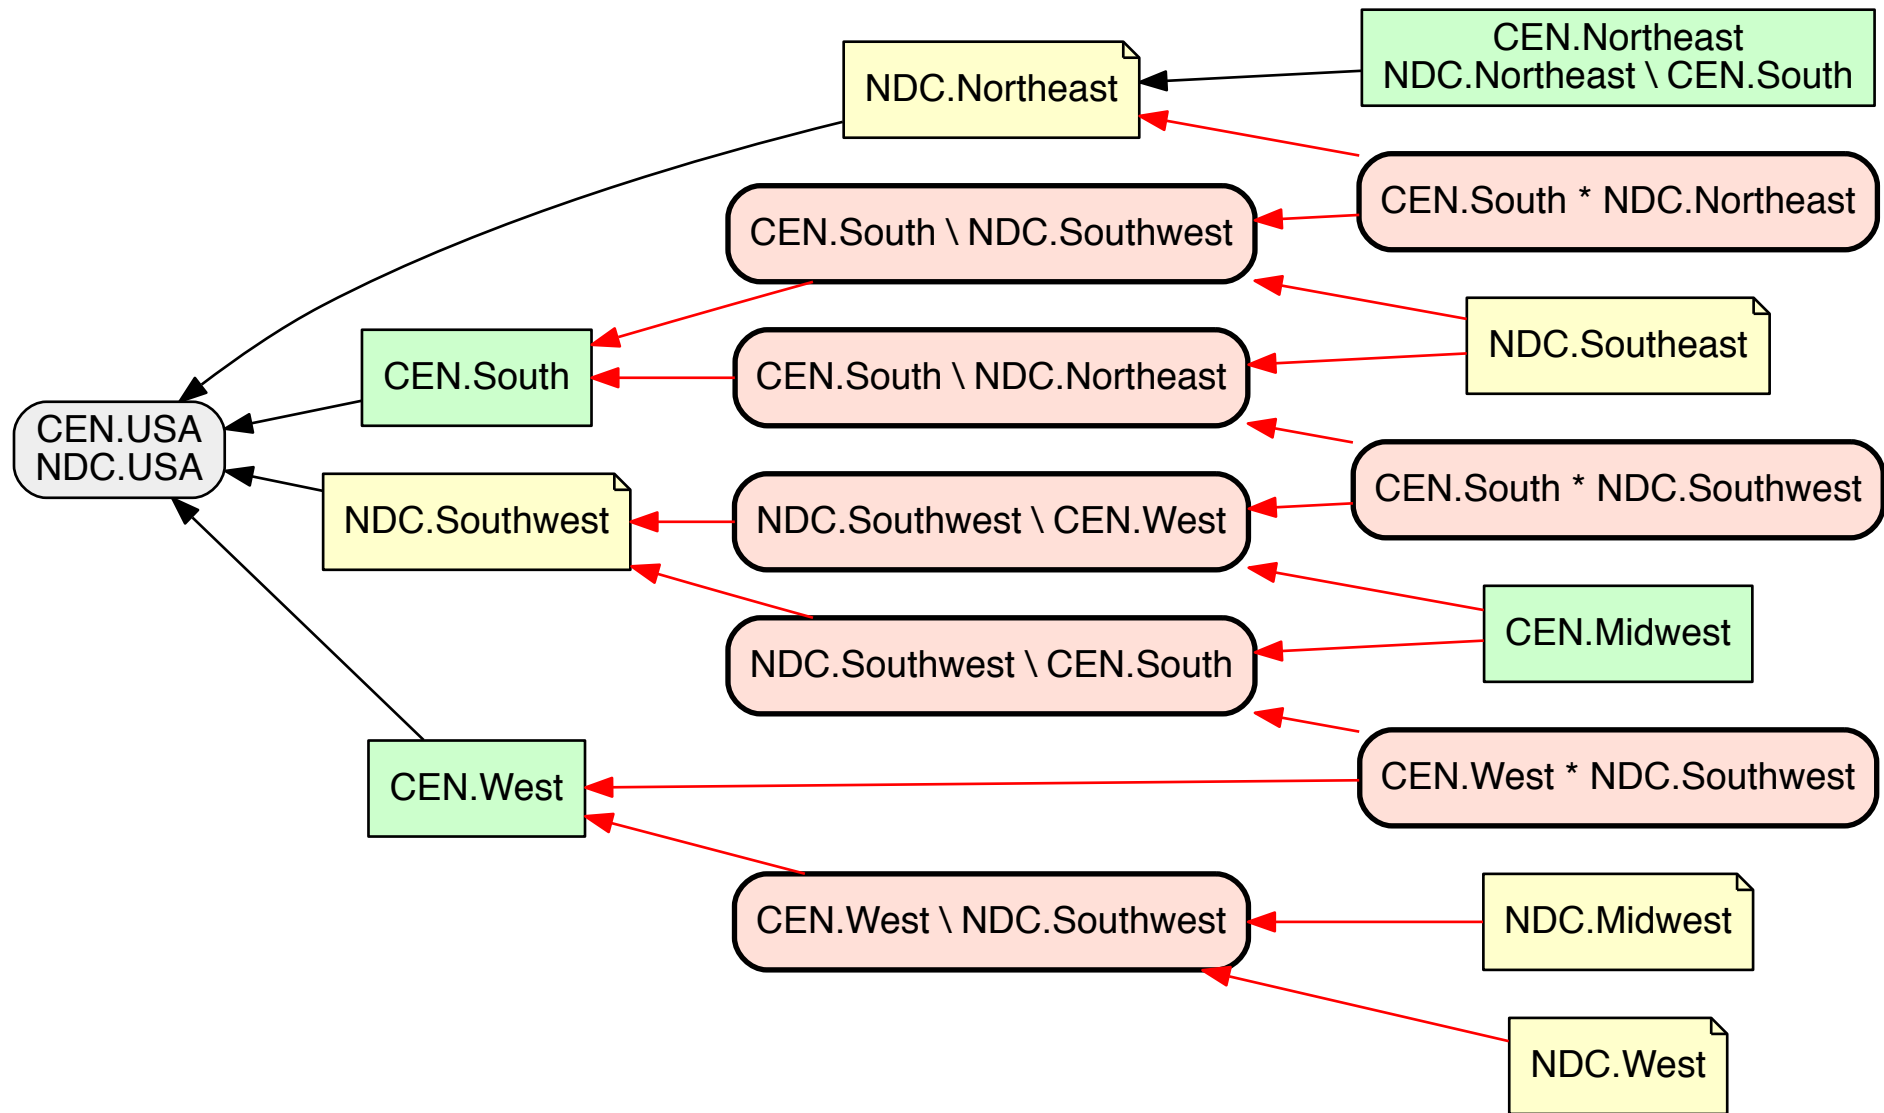 CEN.Northeast
NDC.Northeast \ CEN.South
NDC.Northeast
CEN.South * NDC.Northeast
CEN.South \ NDC.Southwest
NDC.Southeast
CEN.South
CEN.South \ NDC.Northeast
CEN.USA
NDC.USA
CEN.South * NDC.Southwest
NDC.Southwest
NDC.Southwest \ CEN.West
CEN.Midwest
NDC.Southwest \ CEN.South
CEN.West
CEN.West * NDC.Southwest
CEN.West \ NDC.Southwest
NDC.Midwest
NDC.West